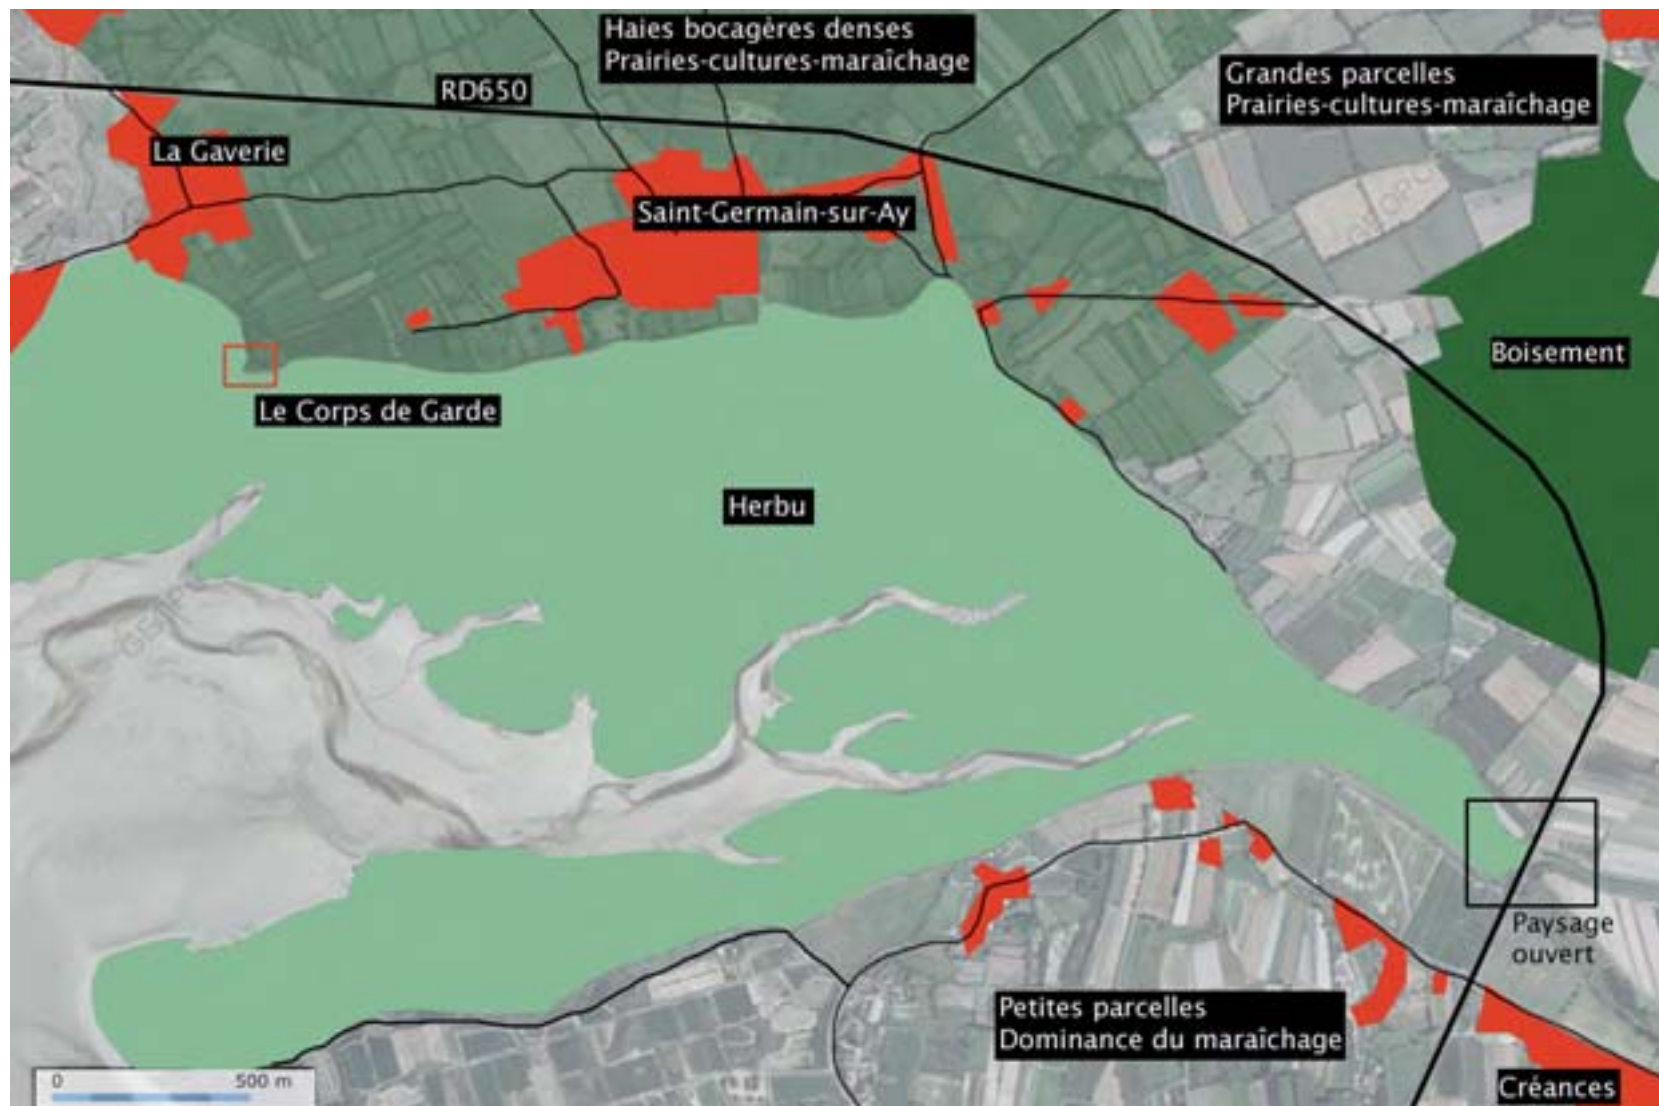 Haies bocagères denses
Prairies-cultures-maraîchage
Grandes parcelles
Prairies-cultures-maraîchage
RD650
La Gaverie
Saint-Germain-sur-Ay
Boisement
Le Corps de Garde
Herbu
Paysage
ouvert
Petites parcelles
Dominance du maraîchage
Créances
0 500 m